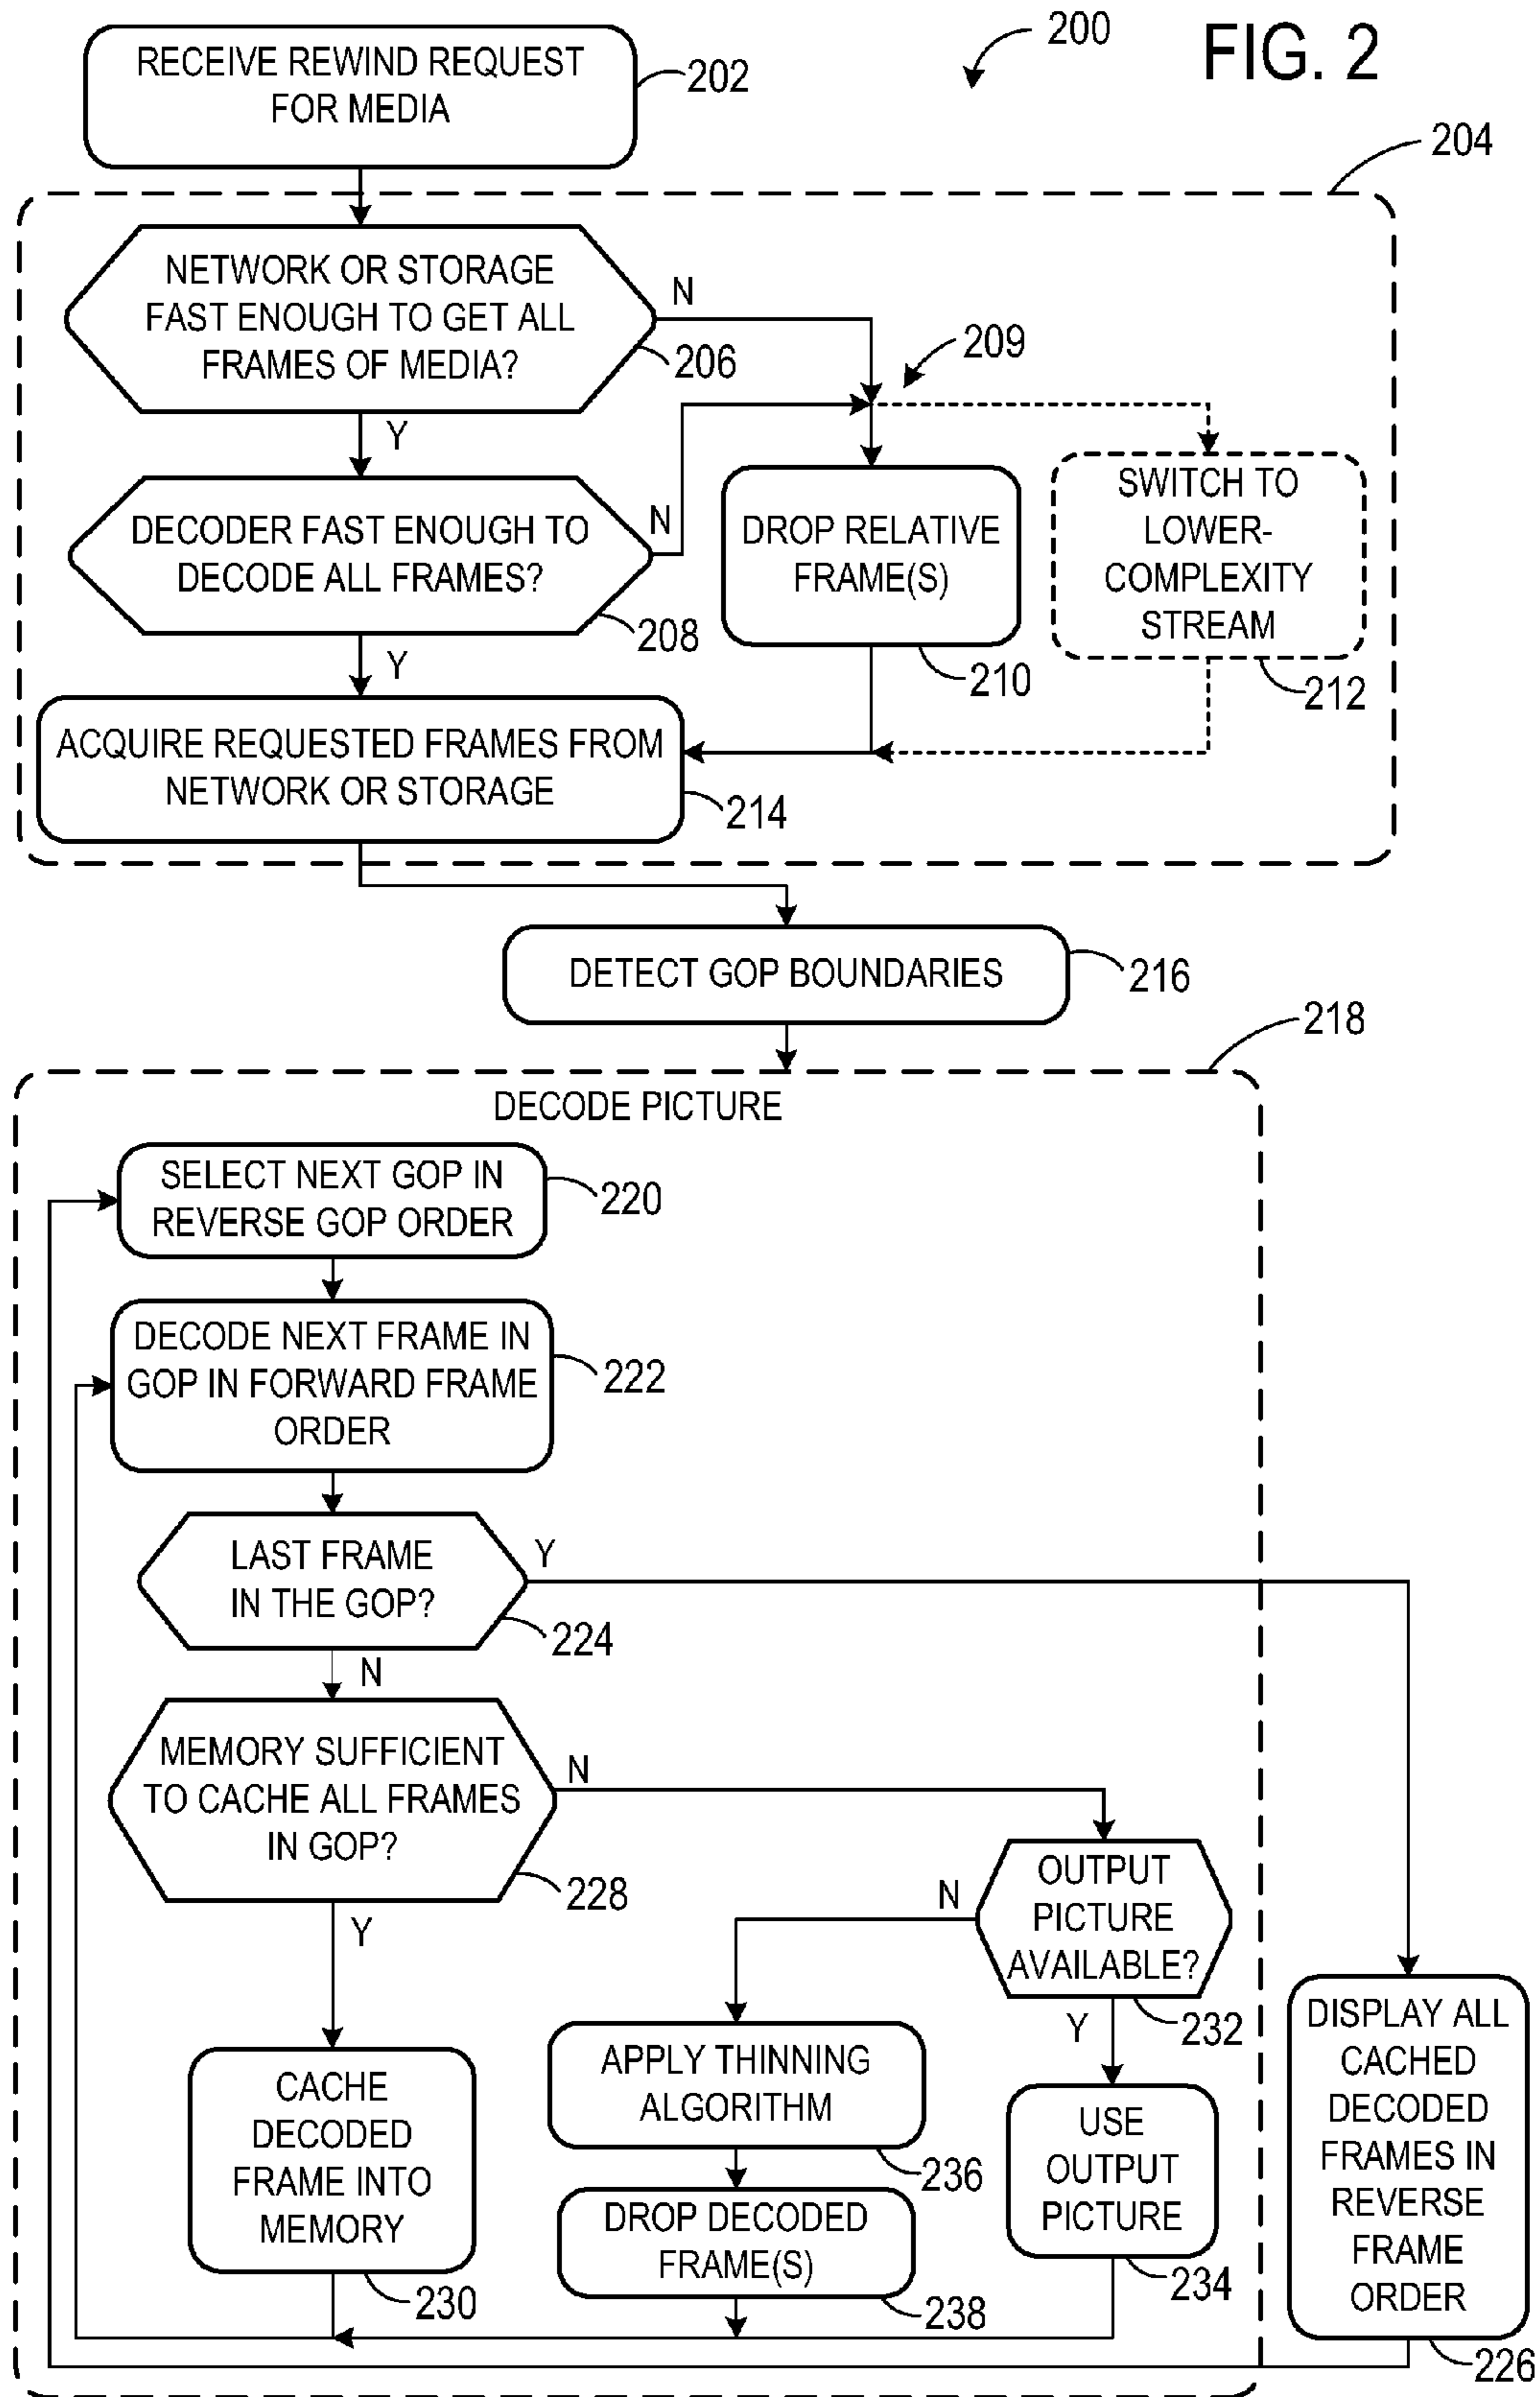 200
FIG. 2
RECEIVE REWIND REQUEST
FOR MEDIA
202
204
NETWORK OR STORAGE
FAST ENOUGH TO GET ALL
FRAMES OF MEDIA?
N
206
209
Y
DECODER FAST ENOUGH TO
DECODE ALL FRAMES?
N
208
DROP RELATIVE
FRAME(S)
210
SWITCH TO
LOWER-
COMPLEXITY
STREAM
212
Y
ACQUIRE REQUESTED FRAMES FROM
NETWORK OR STORAGE
214
DETECT GOP BOUNDARIES
216
218
DECODE PICTURE
SELECT NEXT GOP IN
REVERSE GOP ORDER
220
DECODE NEXT FRAME IN
GOP IN FORWARD FRAME
ORDER
222
LAST FRAME
IN THE GOP?
Y
224
N
MEMORY SUFFICIENT
TO CACHE ALL FRAMES
IN GOP?
N
228
Y
OUTPUT
PICTURE
AVAILABLE?
N
232
Y
CACHE
DECODED
FRAME INTO
MEMORY
230
APPLY THINNING
ALGORITHM
236
DROP DECODED
FRAME(S)
238
USE
OUTPUT
PICTURE
234
DISPLAY ALL
CACHED
DECODED
FRAMES IN
REVERSE
FRAME
ORDER
226